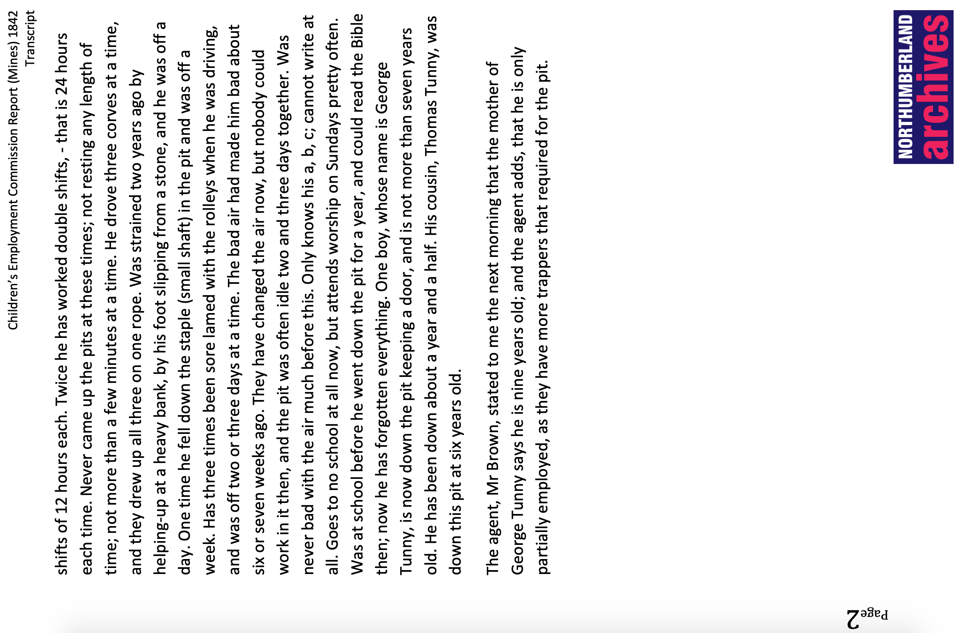 Children's Employment Commission Report (Mines) 1842
Transcript
NORTHUMBERLAND
archives
shifts of 12 hours each. Twice he has worked double shifts, - that is 24 hours
each time. Never came up the pits at these times; not resting any length of
time; not more than a few minutes at a time. He drove three corves at a time,
and they drew up all three on one rope. Was strained two years ago by
helping-up at a heavy bank, by his foot slipping from a stone, and he was off a
day. One time he fell down the staple (small shaft) in the pit and was off a
week. Has three times been sore lamed with the rolleys when he was driving,
and was off two or three days at a time. The bad air had made him bad about
six or seven weeks ago. They have changed the air now, but nobody could
work in it then, and the pit was often idle two and three days together. Was
never bad with the air much before this. Only knows his a, b, c; cannot write at
all. Goes to no school at all now, but attends worship on Sundays pretty often.
Was at school before he went down the pit for a year, and could read the Bible
then; now he has forgotten everything. One boy, whose name is George
Tunny, is now down the pit keeping a door, and is not more than seven years
old. He has been down about a year and a half. His cousin, Thomas Tunny, was
down this pit at six years old.
The agent, Mr Brown, stated to me the next morning that the mother of
George Tunny says he is nine years old; and the agent adds, that he is only
partially employed, as they have more trappers that required for the pit.
Page2